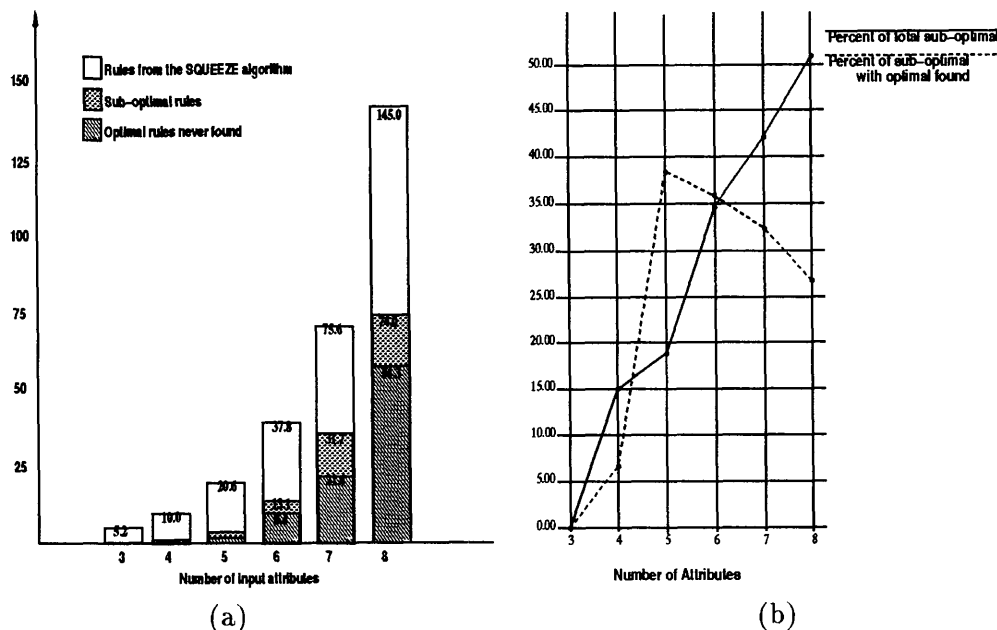 150
125
100
75
50
25
Rules from the SQUEEZE algorithm
Sub-optimal rules
Optimal rules never found
5.2
10.0
20.6
37.8
13.1
75.6
145.0
3 4 5 6 7 8
Number of input attributes
(a)
Percent of total sub-optimal
Percent of sub-optimal
with optimal found
50.00
45.00
40.00
35.00
30.00
25.00
20.00
15.00
10.00
5.00
0.00
3 4 5 6 7 8
Number of Attributes
(b)